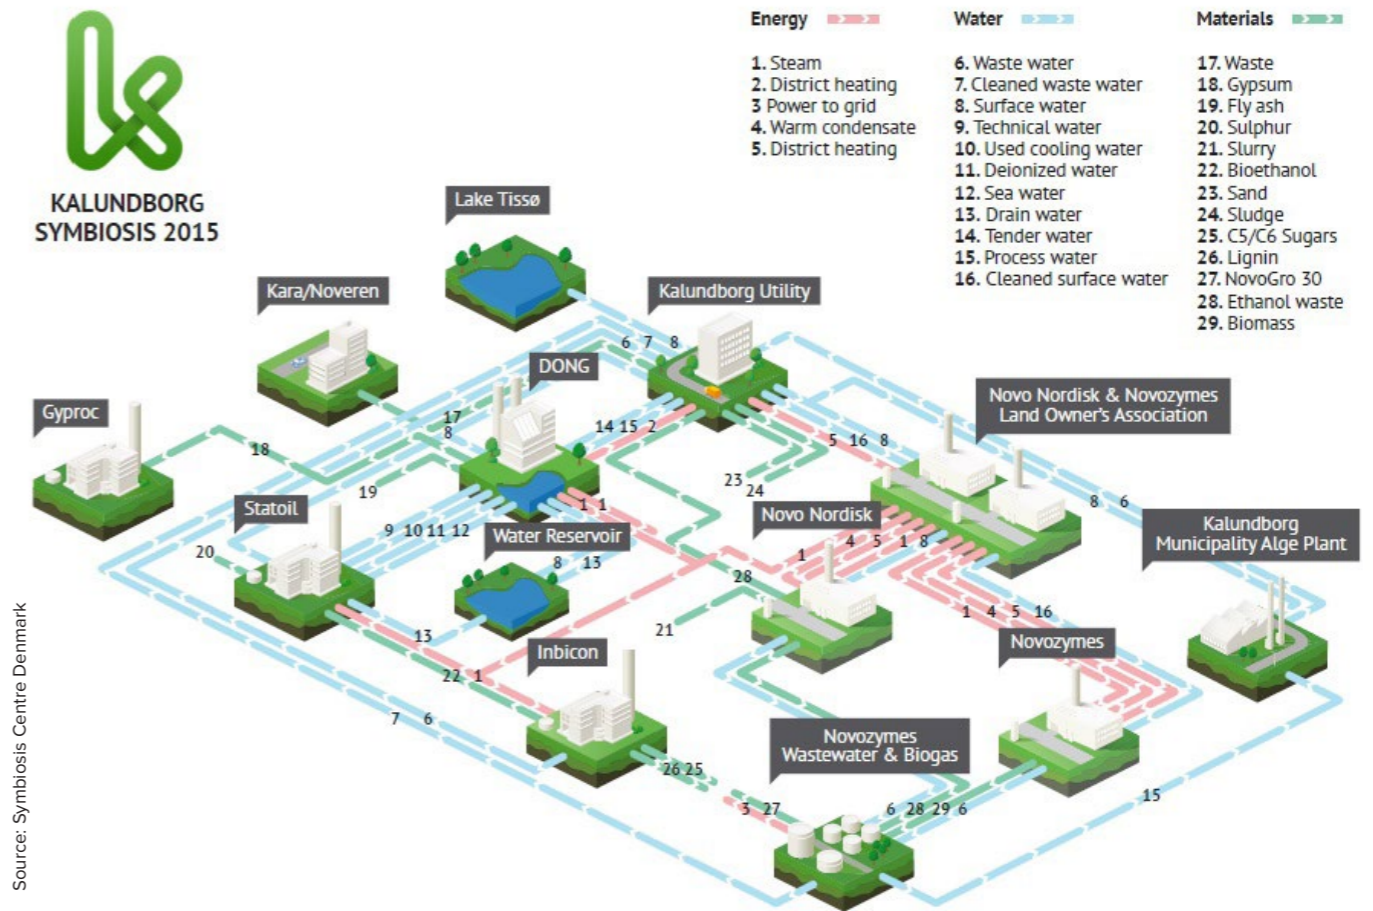 Energy
1. Steam
2. District heating
3 Power to grid
4. Warm condensate
5. District heating
Water
6. Waste water
7. Cleaned waste water
8. Surface water
9. Technical water
10. Used cooling water
11. Deionized water
12. Sea water
13. Drain water
14. Tender water
15. Process water
16. Cleaned surface water
Materials
17. Waste
18. Gypsum
19. Fly ash
20. Sulphur
21. Slurry
22. Bioethanol
23. Sand
24. Sludge
25. C5/C6 Sugars
26. Lignin
27. NovoGro 30
28. Ethanol waste
29. Biomass
KALUNDBORG
SYMBIOSIS 2015
Lake Tissø
Kara/Noveren
Kalundborg Utility
6 7 8
DONG
Gyproc
Novo Nordisk & Novozymes
Land Owner's Association
17
8
14 15 2
5 16 8
18
19
23
24
8 6
Statoil
1 1
Novo Nordisk
Kalundborg
Municipality Alge Plant
9 10 11 12
Water Reservoir
20
8 13
1 4 5 1 8
28
21
13
1 4 5 16
Inbicon
Novozymes
22 1
7 6
Novozymes
Wastewater & Biogas
26 25
3 27
6 28 29 6
15
Source: Symbiosis Centre Denmark